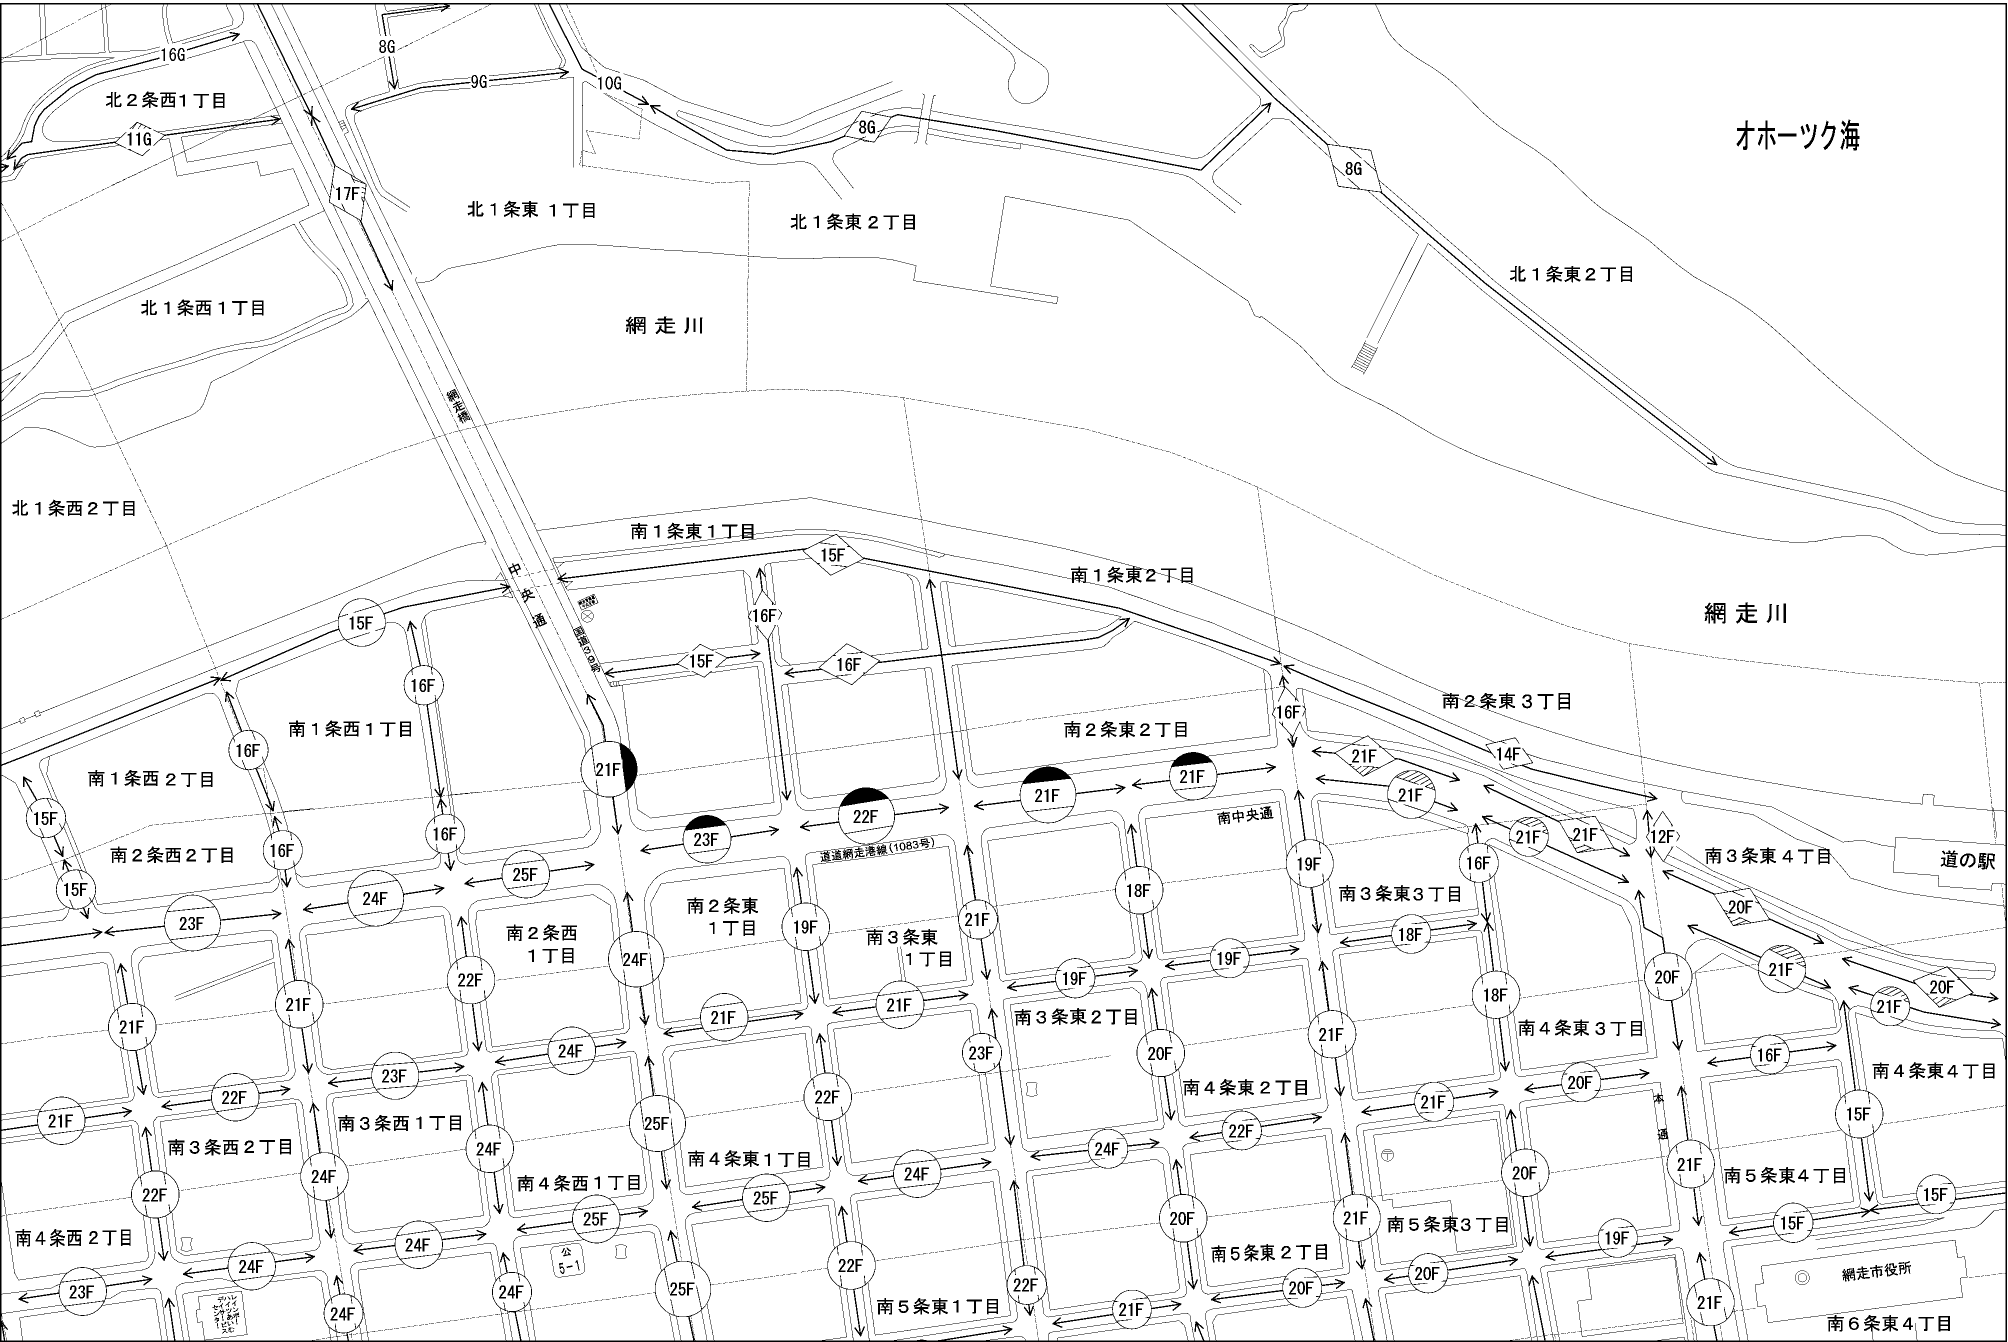 8G
16G
9G
10G
北２条西１丁目
8G
オホーツク海
11G
8G
17F
北１条東１丁目
北１条東２丁目
北１条東２丁目
北１条西１丁目
網走川
網走橋
北１条西２丁目
南１条東１丁目
15F
中央通
南１条東２丁目
15F
16F
網走川
国道39号
15F
16F
16F
南２条東３丁目
16F
南１条西１丁目
南２条東２丁目
16F
14F
21F
21F
21F
南１条西２丁目
21F
21F
22F
南中央通
15F
16F
16F
23F
21F
21F
12F
道道網走港線(1083号)
南２条西２丁目
南３条東４丁目
道の駅
19F
16F
25F
15F
24F
18F
南３条東３丁目
南２条東
１丁目
20F
23F
21F
19F
南３条東
１丁目
18F
南２条西
１丁目
24F
19F
21F
22F
19F
20F
20F
18F
21F
21F
21F
21F
南３条東２丁目
21F
21F
南４条東３丁目
24F
23F
20F
16F
23F
南４条東４丁目
20F
22F
南４条東２丁目
22F
21F
本通
15F
21F
南３条西１丁目
25F
22F
南３条西２丁目
24F
24F
南４条東１丁目
21F
24F
24F
20F
南５条東４丁目
南４条西１丁目
22F
25F
15F
25F
20F
21F
南５条東３丁目
15F
南４条西２丁目
24F
19F
公
5-1
南５条東２丁目
24F
22F
20F
網走市役所
23F
24F
25F
22F
20F
21F
24F
南５条東１丁目
21F
南６条東４丁目